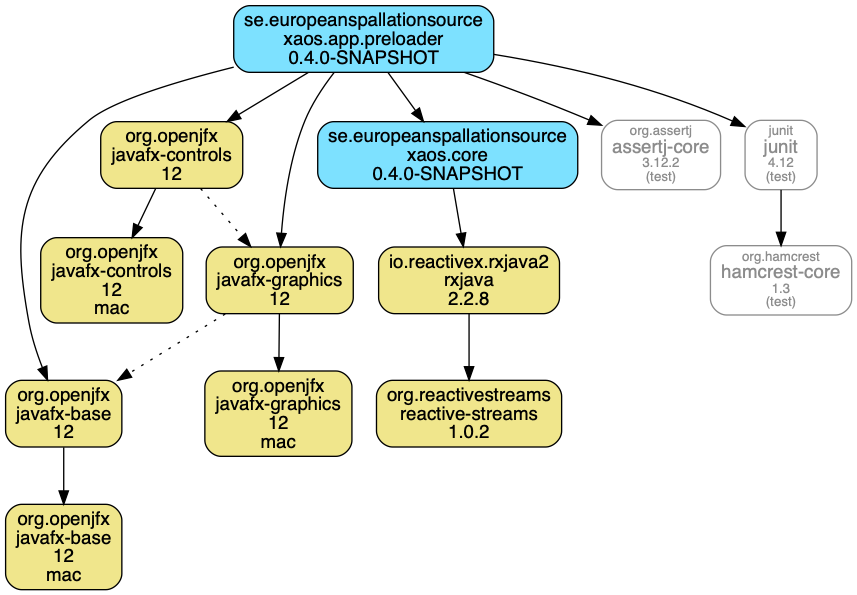 se.europeanspallationsource
xaos.app.preloader
0.4.0-SNAPSHOT
org.openjfx
javafx-controls
12
se.europeanspallationsource
xaos.core
0.4.0-SNAPSHOT
org.assertj
assertj-core
3.12.2
(test)
junit
junit
4.12
(test)
org.openjfx
javafx-controls
12
mac
org.openjfx
javafx-graphics
12
io.reactivex.rxjava2
rxjava
2.2.8
org.hamcrest
hamcrest-core
1.3
(test)
org.openjfx
javafx-base
12
org.openjfx
javafx-graphics
12
mac
org.reactivestreams
reactive-streams
1.0.2
org.openjfx
javafx-base
12
mac